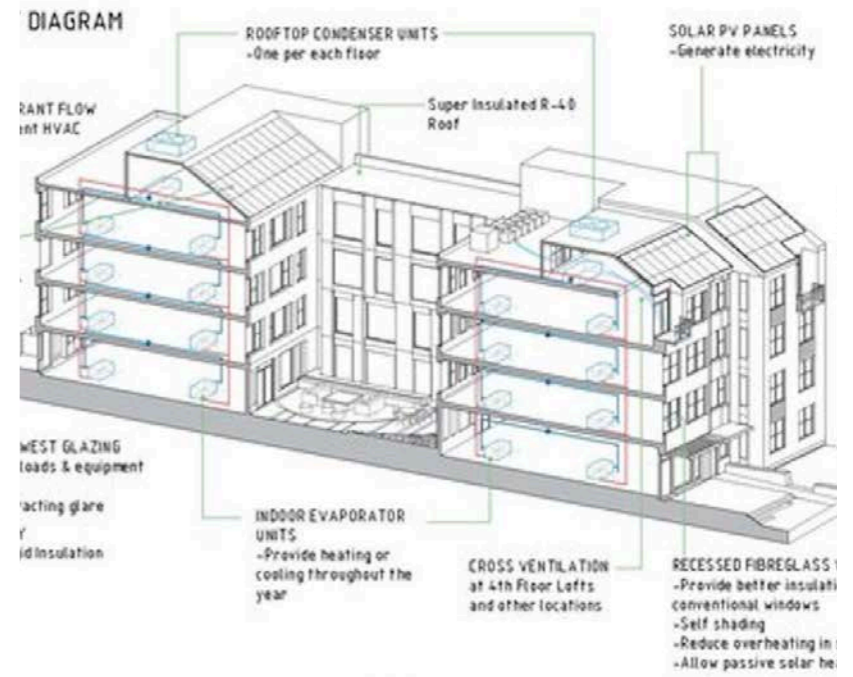 DIAGRAM
ROOFTOP CONDENSER UNITS
-One per each floor
SOLAR PV PANELS
-Generate electricity
RANT FLOW
ent HVAC
Super Insulated R-40
Roof
WEST GLAZING
loads & equipment
racting glare
Y
id Insulation
INDOOR EVAPORATOR
UNITS
-Provide heating or
cooling throughout the
year
CROSS VENTILATION
at 4th Floor Lofts
and other locations
RECESSED FIBREGLASS
-Provide better insulati
conventional windows
-Self shading
-Reduce overheating in
-Allow passive solar he